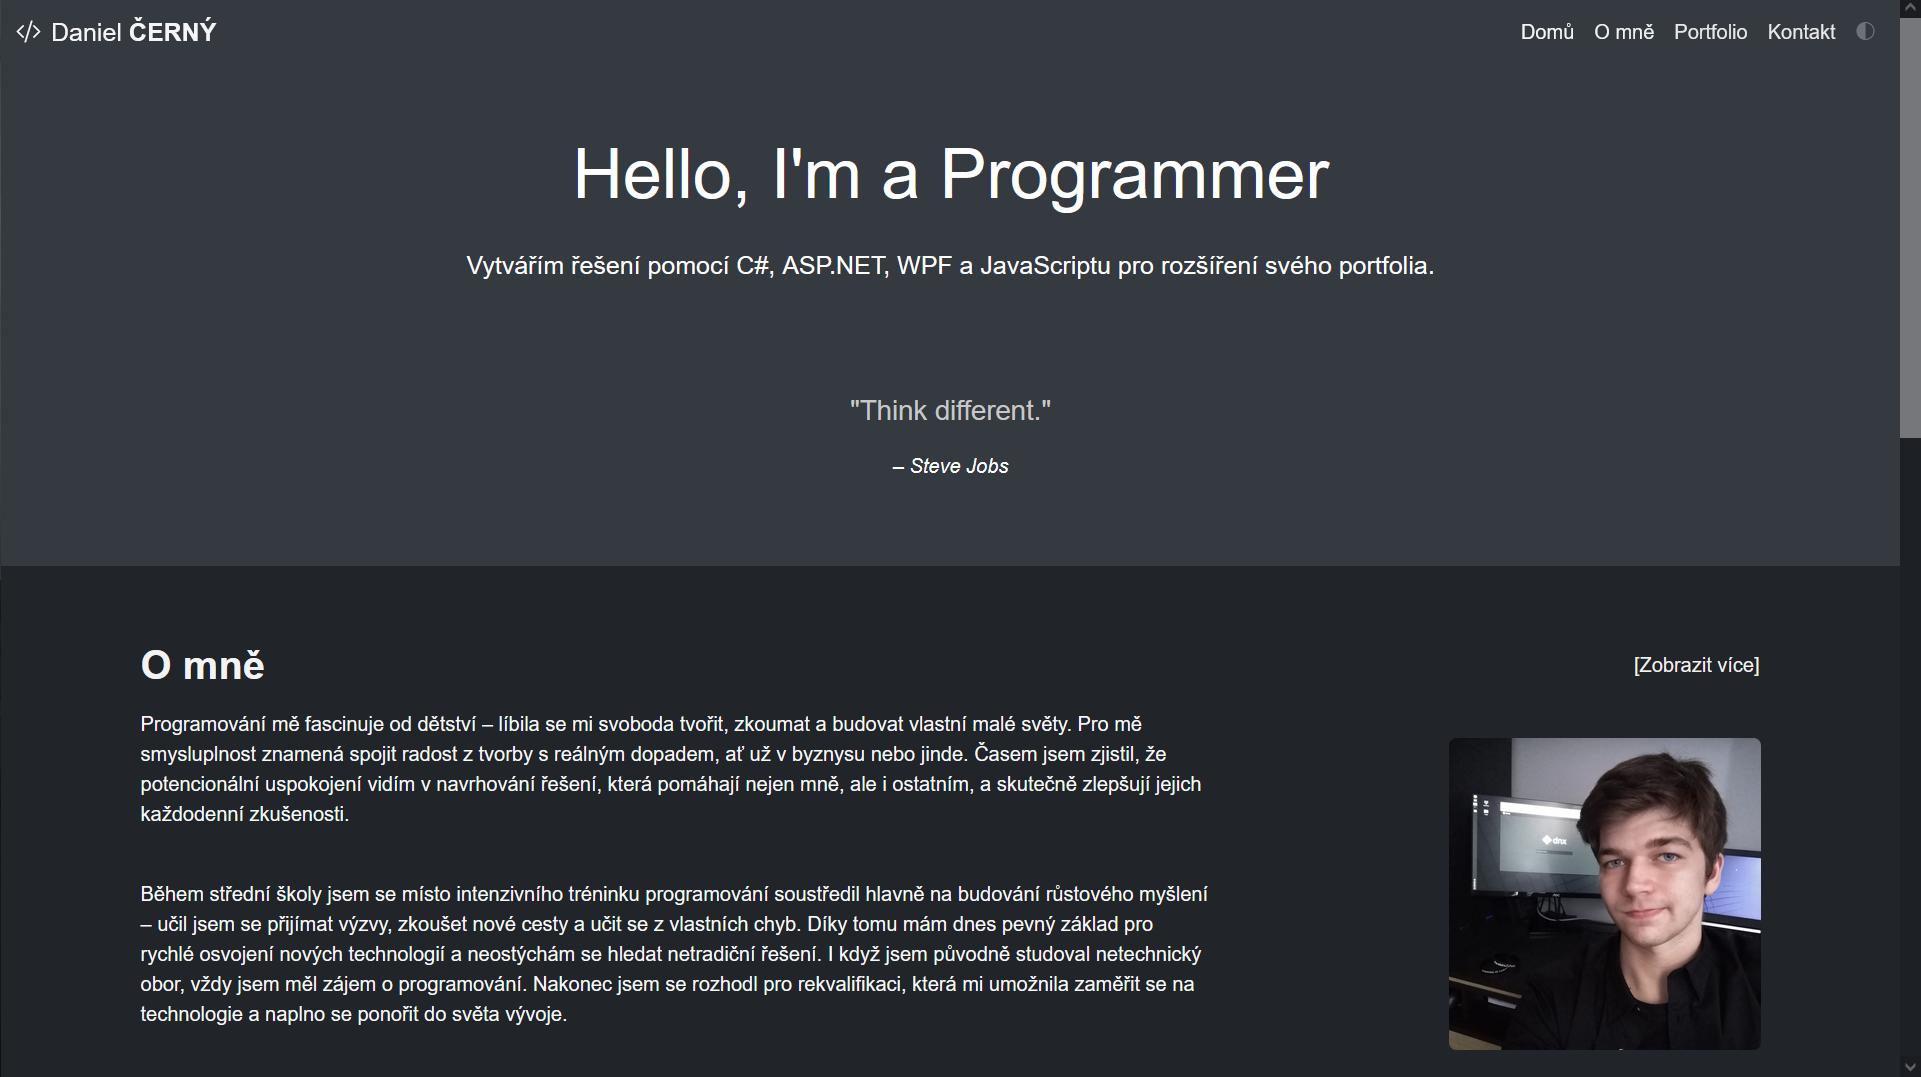 </> Daniel ČERNÝ
Domů O mně Portfolio Kontakt
Hello, I'm a Programmer
Vytvářím řešení pomocí C#, ASP.NET, WPF a JavaScriptu pro rozšíření svého portfolia.
"Think different."
– Steve Jobs
O mně
[Zobrazit více]
Programování mě fascinuje od dětství – líbila se mi svoboda tvořit, zkoumat a budovat vlastní malé světy. Pro mě
smysluplnost znamená spojit radost z tvorby s reálným dopadem, ať už v byznysu nebo jinde. Časem jsem zjistil, že
potencionální uspokojení vidím v navrhování řešení, která pomáhají nejen mně, ale i ostatním, a skutečně zlepšují jejich
každodenní zkušenosti.
Během střední školy jsem se místo intenzivního tréninku programování soustředil hlavně na budování růstového myšlení
– učil jsem se přijímat výzvy, zkoušet nové cesty a učit se z vlastních chyb. Díky tomu mám dnes pevný základ pro
rychlé osvojení nových technologií a neostýchám se hledat netradiční řešení. I když jsem původně studoval netechnický
obor, vždy jsem měl zájem o programování. Nakonec jsem se rozhodl pro rekvalifikaci, která mi umožnila zaměřit se na
technologie a naplno se ponořit do světa vývoje.
dnx